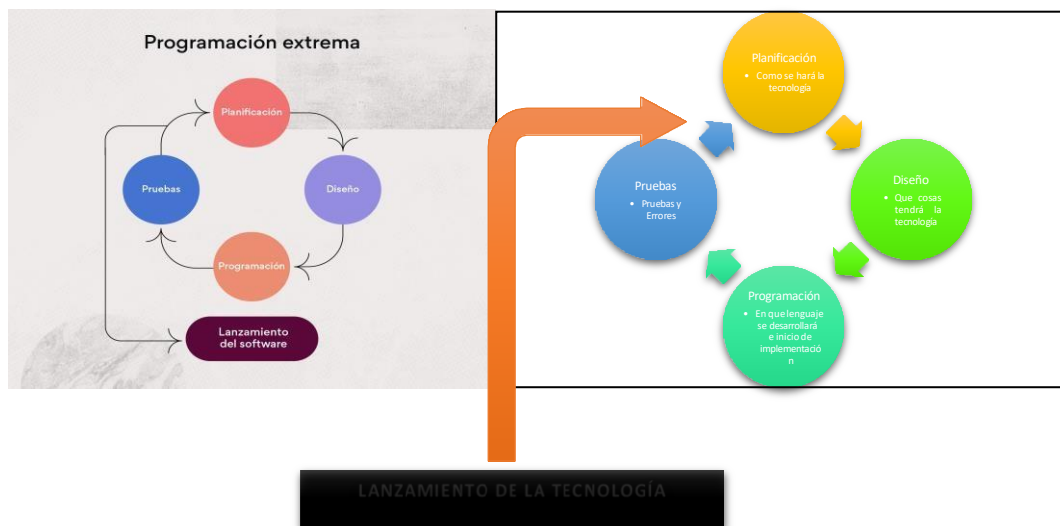 Programación extrema
Planificación
Pruebas
Diseño
Programación
Lanzamiento
del software
Planificación
• Como se hará la
tecnología
Diseño
• Que cosas
tendrá la
tecnología
Pruebas
• Pruebas y
Errores
Programación
• En que lenguaje
se desarrollará
e inicio de
implementació
n
LANZAMIENTO DE LA TECNOLOGÍA